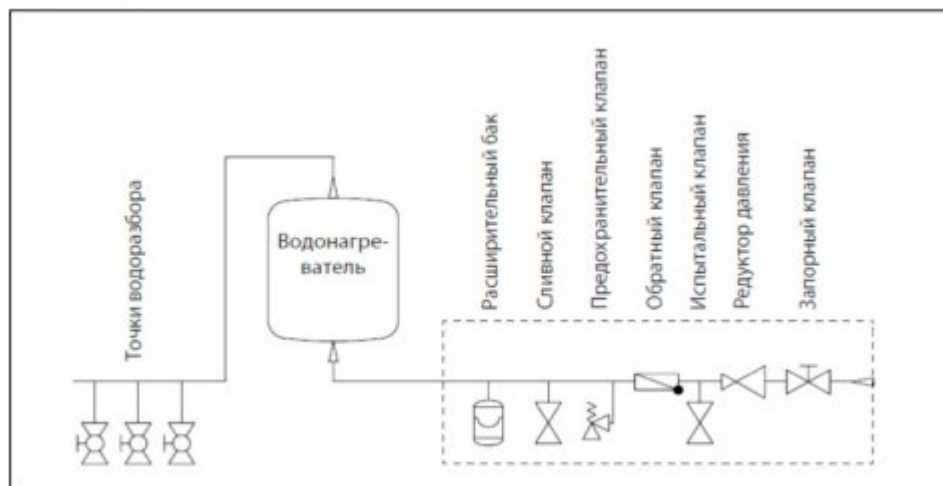 Точки водоразбора
Водонагре-
ватель
Расширительный бак
Сливной клапан
Предохранительный клапан
Обратный клапан
Испытальный клапан
Редуктор давления
Запорный клапан